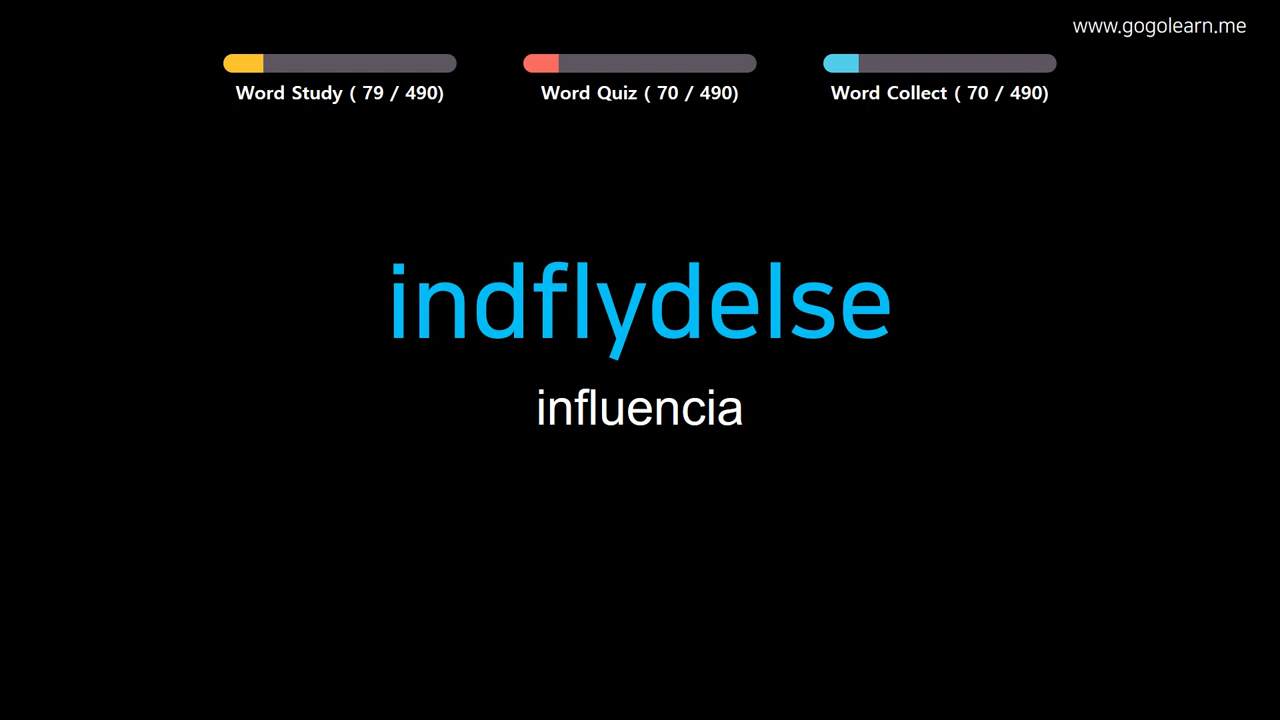 www.gogolearn.me
Word Study ( 79 / 490)
Word Quiz ( 70 / 490)
Word Collect ( 70 / 490)
indflydelse
influencia